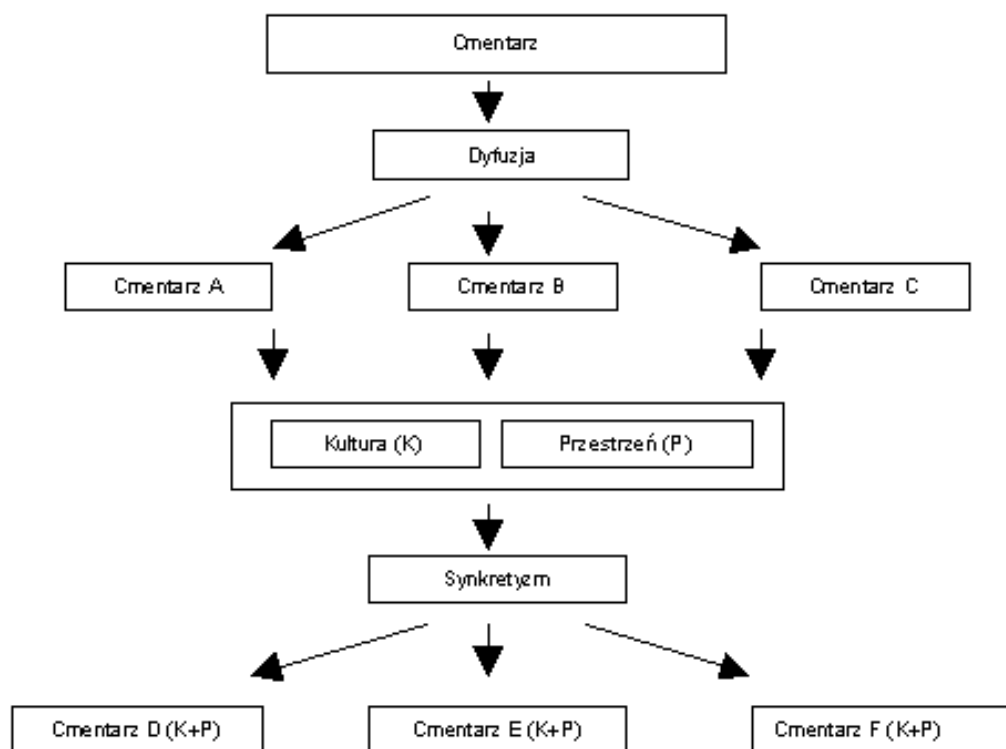 Cmentarz
Dyfuzja
Cmentarz A
Cmentarz B
Cmentarz C
Kultura (K)
Przestrzeń (P)
Synkretyzm
Cmentarz D (K+P)
Cmentarz E (K+P)
Cmentarz F (K+P)